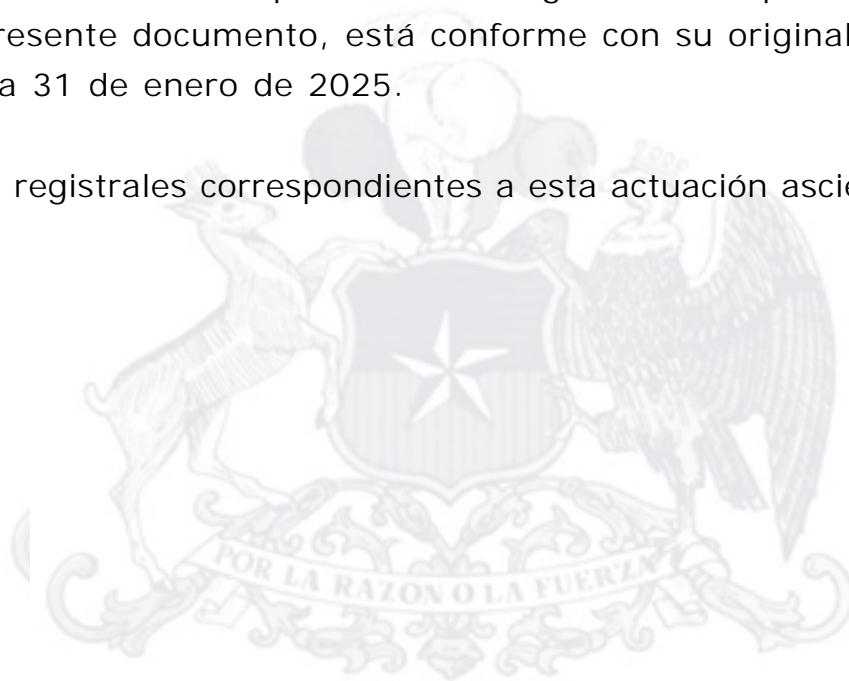 resente documento, está conforme con su original
a 31 de enero de 2025.
registrales correspondientes a esta actuación ascie
POR LA RAZON O LA FUERZA